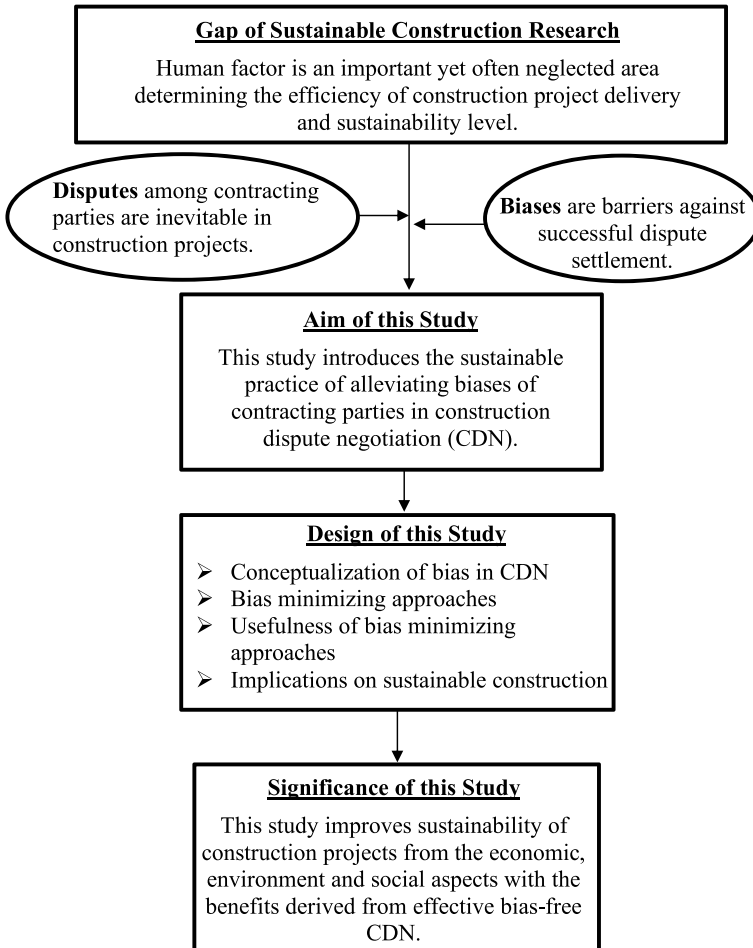 Gap of Sustainable Construction Research
Human factor is an important yet often neglected area
determining the efficiency of construction project delivery
and sustainability level.
Disputes among contracting
parties are inevitable in
construction projects.
Biases are barriers against
successful dispute
settlement.
Aim of this Study
This study introduces the sustainable
practice of alleviating biases of
contracting parties in construction
dispute negotiation (CDN).
Design of this Study
➢ Conceptualization of bias in CDN
➢ Bias minimizing approaches
➢ Usefulness of bias minimizing
approaches
➢ Implications on sustainable construction
Significance of this Study
This study improves sustainability of
construction projects from the economic,
environment and social aspects with the
benefits derived from effective bias-free
CDN.